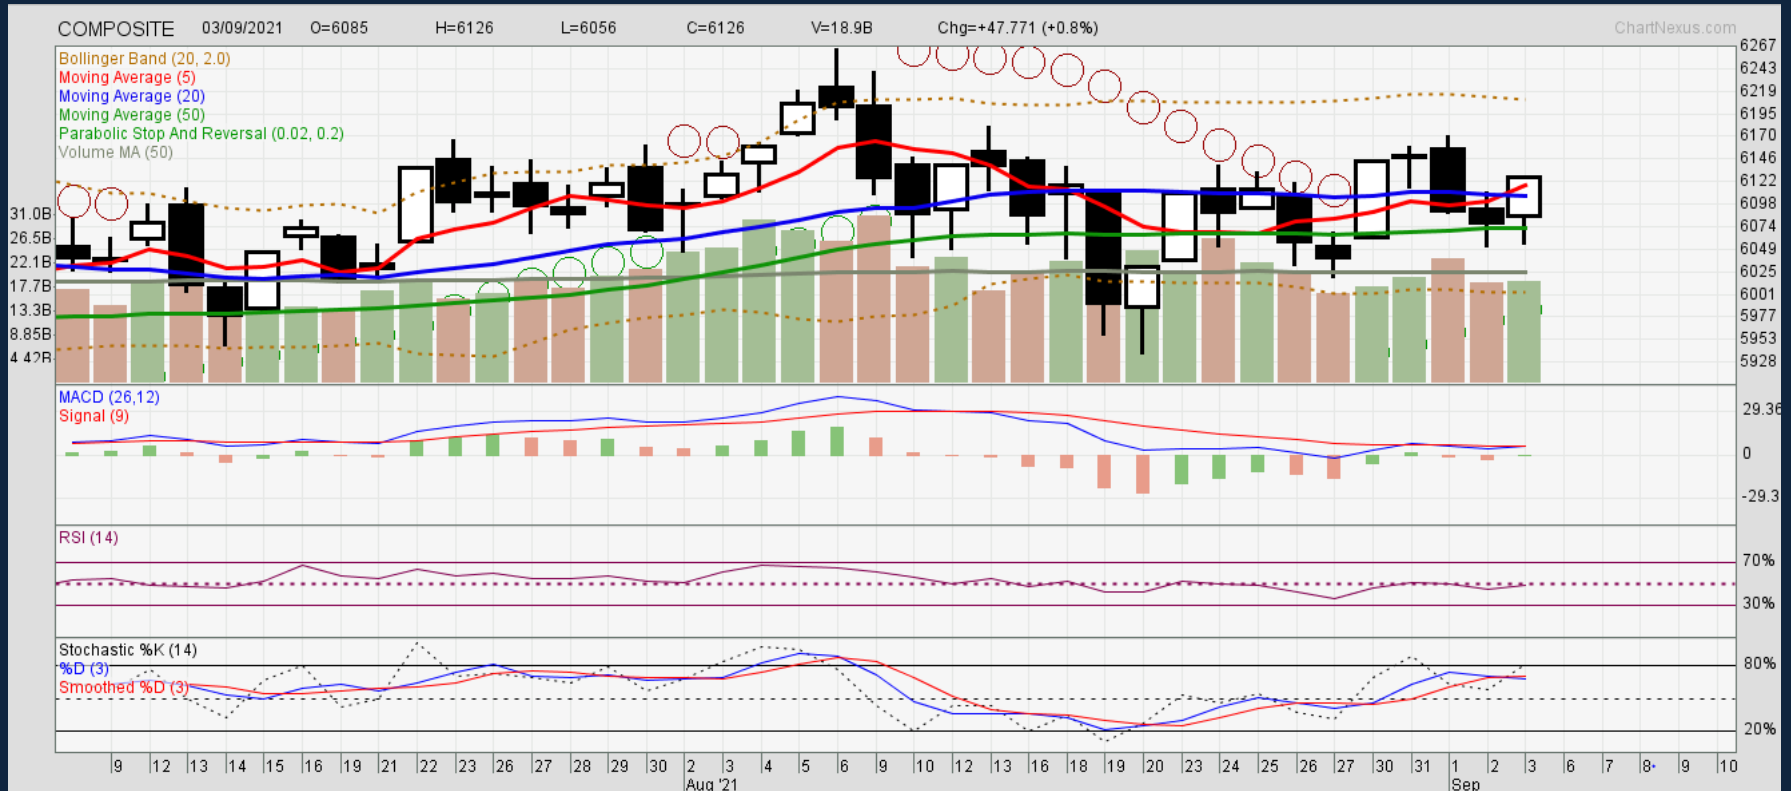 COMPOSITE 03/09/2021 O=6085 H=6126 L=6056 C=6126 V=18.9B Chg=+47.771 (+0.8%) ChartNexus.com
Bollinger Band (20, 2.0)
Moving Average (5)
Moving Average (20)
Moving Average (50)
Parabolic Stop And Reversal (0.02, 0.2)
Volume MA (50)
31.0B
26.5B
22.1B
17.7B
13.3B
8.85B
4 42B
6267
6243
6219
6195
6170
6146
6122
6098
6074
6049
6025
6001
5977
5953
5928
MACD (26,12)
Signal (9)
29.36
0
-29.3
RSI (14)
70%
30%
Stochastic %K (14)
%D (3)
Smoothed %D (3)
80%
20%
9 12 13 14 15 16 19 21 22 23 26 27 28 29 30 2 3 4 5 6 9 10 12 13 16 18 19 20 23 24 25 26 27 30 31 1 2 3 6 7 8 9 10
Aug '21 Sep